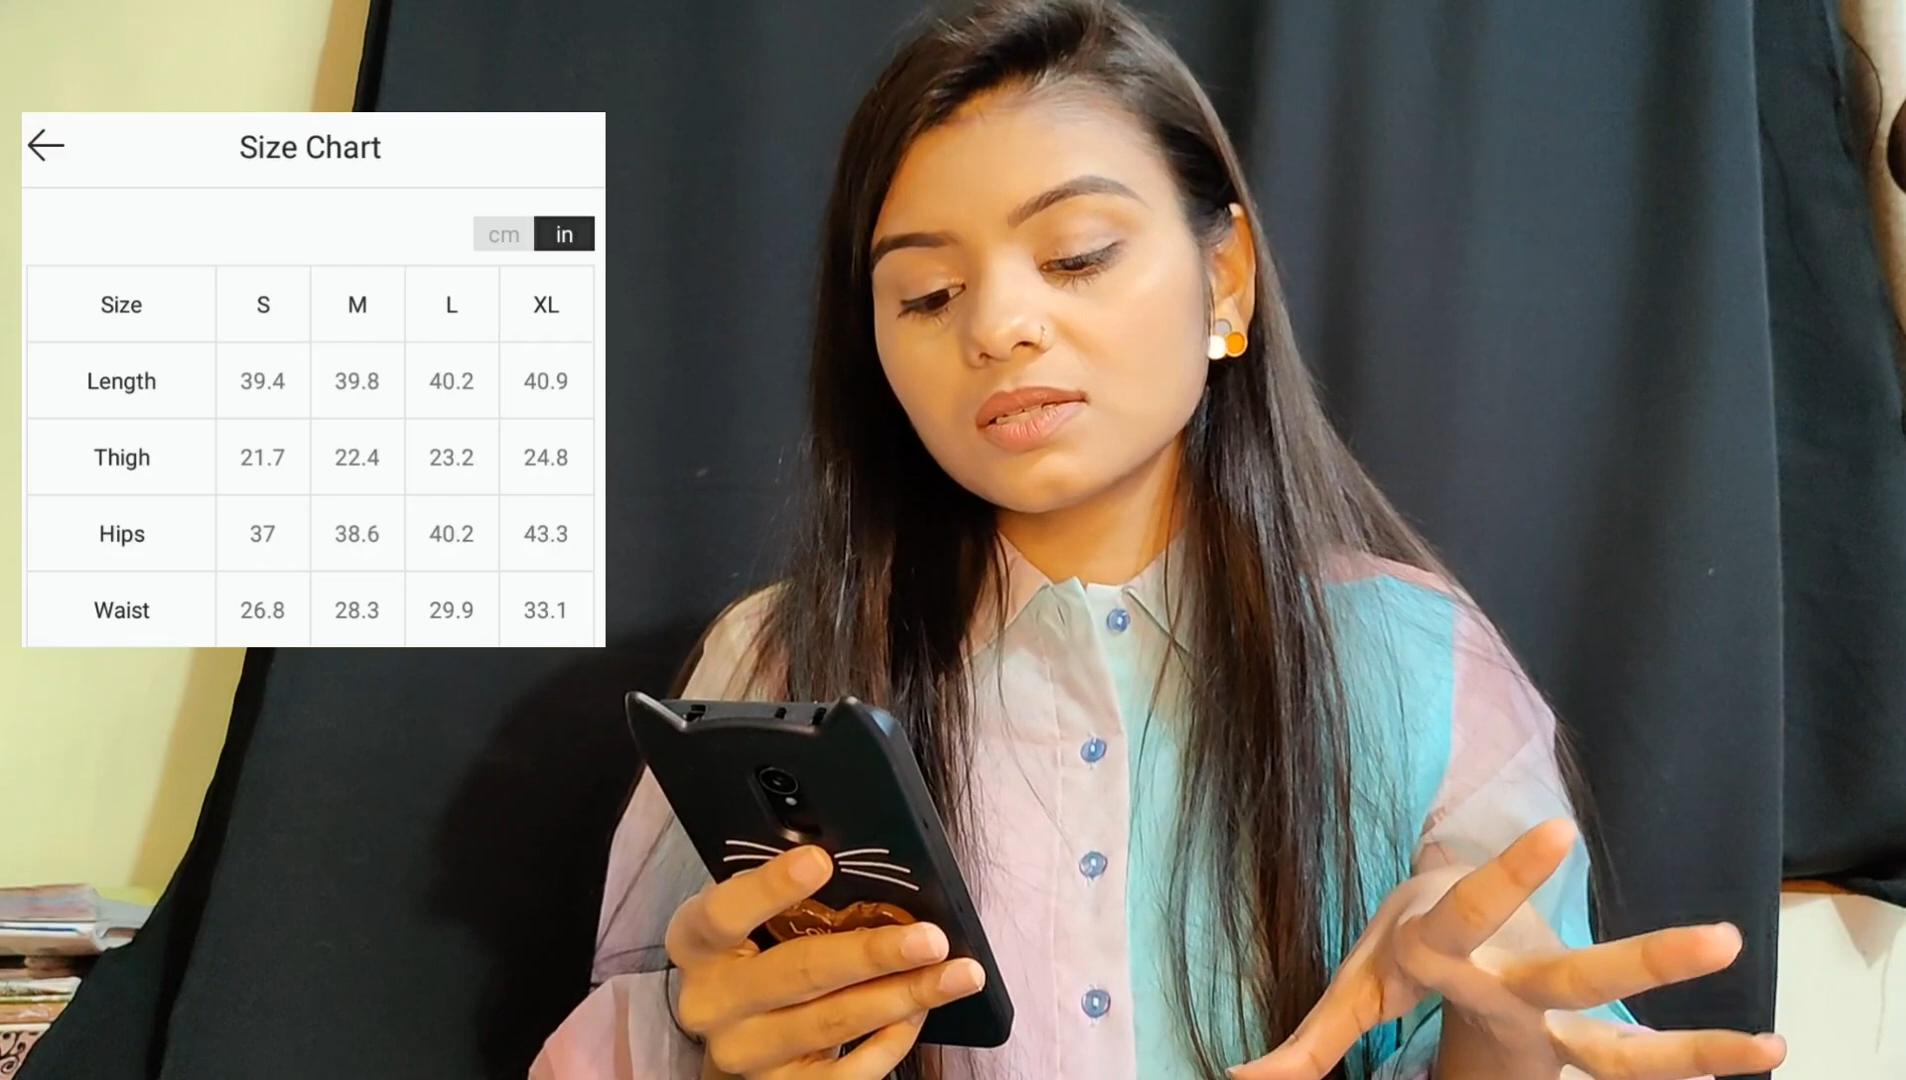 Size Chart
cm in
Size S M L XL
Length 39.4 39.8 40.2 40.9
Thigh 21.7 22.4 23.2 24.8
Hips 37 38.6 40.2 43.3
Waist 26.8 28.3 29.9 33.1